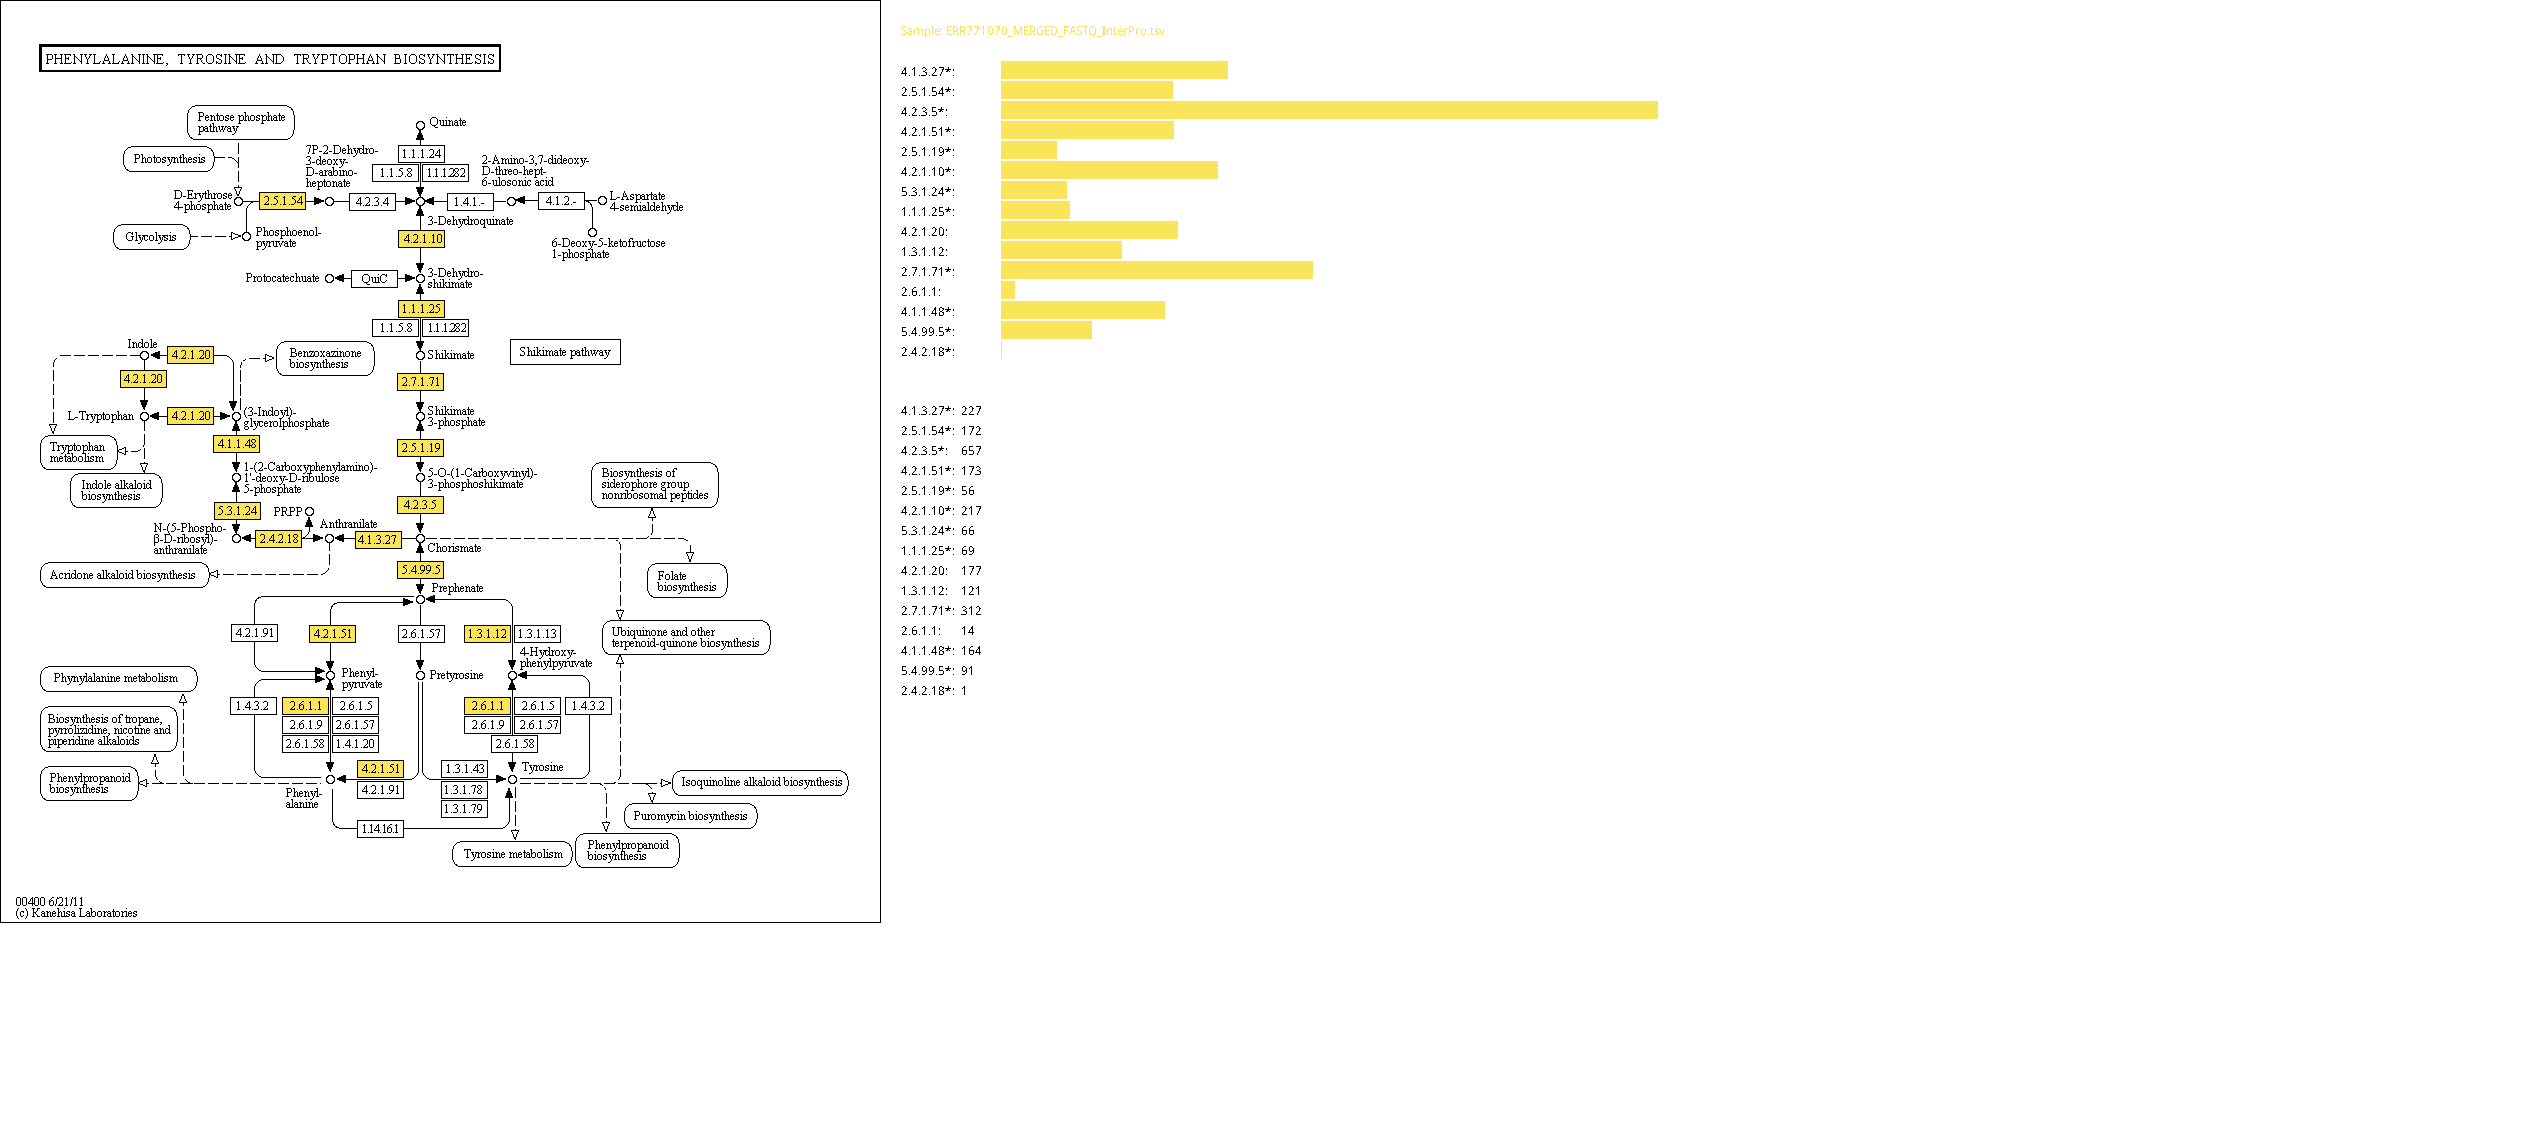 PHENYLALANINE, TYROSINE AND TRYPTOPHAN BIOSYNTHESIS
Pentose phosphate
pathway
Quinate
Photosynthesis
7P-2-Dehydro-
3-deoxy-
D-arabino-
heptonate
1.1.1.24
1.1.5.8
1.1.1.282
2-Amino-3,7-dideoxy-
D-threo-hept-
6-ulosonic acid
D-Erythrose
4-phosphate
2.5.1.54
4.2.3.4
1.4.1.-
4.1.2.-
L-Aspartate
4-semialdehyde
3-Dehydroquinate
Glycolysis
Phosphoenol-
pyruvate
4.2.1.10
6-Deoxy-5-ketofructose
1-phosphate
Protocatechuate
QuiC
3-Dehydro-
shikimate
1.1.1.25
1.1.5.8
1.1.1.282
Indole
4.2.1.20
Benzoxazinone
biosynthesis
Shikimate
Shikimate pathway
4.2.1.20
2.7.1.71
L-Tryptophan
4.2.1.20
(3-Indoyl)-
glycerolphosphate
Shikimate
3-phosphate
Tryptophan
metabolism
4.1.1.48
2.5.1.19
Indole alkaloid
biosynthesis
1-(2-Carboxyphenylamino)-
1'-deoxy-D-ribulose
5-phosphate
5-O-(1-Carboxyvinyl)-
3-phosphoshikimate
Biosynthesis of
siderophore group
nonribosomal peptides
5.3.1.24
PRPP
4.2.3.5
N-(5-Phospho-
β-D-ribosyl)-
anthranilate
2.4.2.18
Anthranilate
4.1.3.27
Chorismate
Acridone alkaloid biosynthesis
5.4.99.5
Folate
biosynthesis
Prephenate
4.2.1.91
4.2.1.51
2.6.1.57
1.3.1.12
1.3.1.13
Ubiquinone and other
terpenoid-quinone biosynthesis
4-Hydroxy-
phenylpyruvate
Phynylalanine metabolism
Phenyl-
pyruvate
Pretyrosine
1.4.3.2
2.6.1.1
2.6.1.5
2.6.1.1
2.6.1.5
1.4.3.2
Biosynthesis of tropane,
pyrrolizidine, nicotine and
piperidine alkaloids
2.6.1.9
2.6.1.57
2.6.1.9
2.6.1.57
2.6.1.58
1.4.1.20
2.6.1.58
Phenylpropanoid
biosynthesis
4.2.1.51
1.3.1.43
Tyrosine
Phenyl-
alanine
4.2.1.91
1.3.1.78
1.3.1.79
Isoquinoline alkaloid biosynthesis
Puromycin biosynthesis
1.14.16.1
Tyrosine metabolism
Phenylpropanoid
biosynthesis
00400 6/21/11
(c) Kanehisa Laboratories
Sample: ERR771070_MERGED_FASTQ_InterPro.tsv
4.1.3.27*:
2.5.1.54*:
4.2.3.5*:
4.2.1.51*:
2.5.1.19*:
4.2.1.10*:
5.3.1.24*:
1.1.1.25*:
4.2.1.20:
1.3.1.12:
2.7.1.71*:
2.6.1.1:
4.1.1.48*:
5.4.99.5*:
2.4.2.18*:
4.1.3.27*: 227
2.5.1.54*: 172
4.2.3.5*: 657
4.2.1.51*: 173
2.5.1.19*: 56
4.2.1.10*: 217
5.3.1.24*: 66
1.1.1.25*: 69
4.2.1.20: 177
1.3.1.12: 121
2.7.1.71*: 312
2.6.1.1: 14
4.1.1.48*: 164
5.4.99.5*: 91
2.4.2.18*: 1